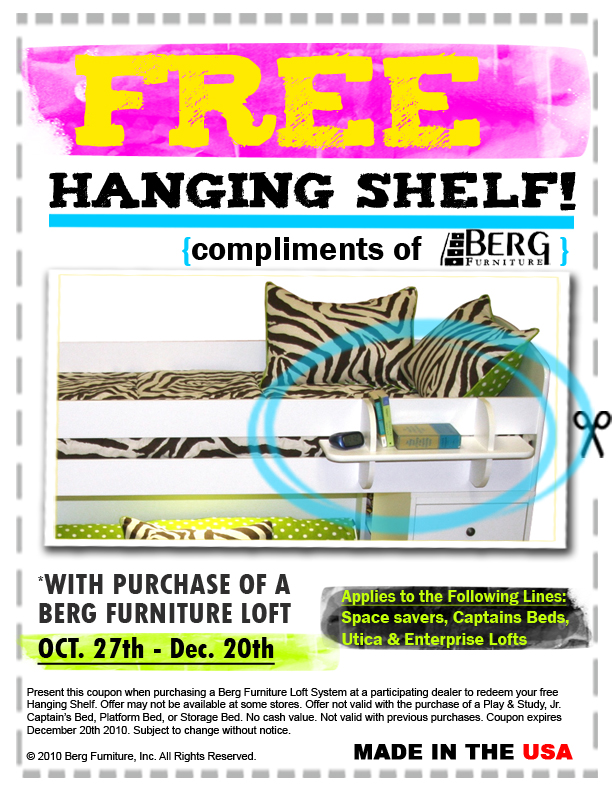 FREE
HANGING SHELF!
{compliments of BERG FURNITURE }
*WITH PURCHASE OF A
BERG FURNITURE LOFT
OCT. 27th - Dec. 20th
Applies to the Following Lines:
Space savers, Captains Beds,
Utica & Enterprise Lofts
Present this coupon when purchasing a Berg Furniture Loft System at a participating dealer to redeem your free
Hanging Shelf. Offer may not be available at some stores. Offer not valid with the purchase of a Play & Study, Jr.
Captain's Bed, Platform Bed, or Storage Bed. No cash value. Not valid with previous purchases. Coupon expires
December 20th 2010. Subject to change without notice.
© 2010 Berg Furniture, Inc. All Rights Reserved.
MADE IN THE USA